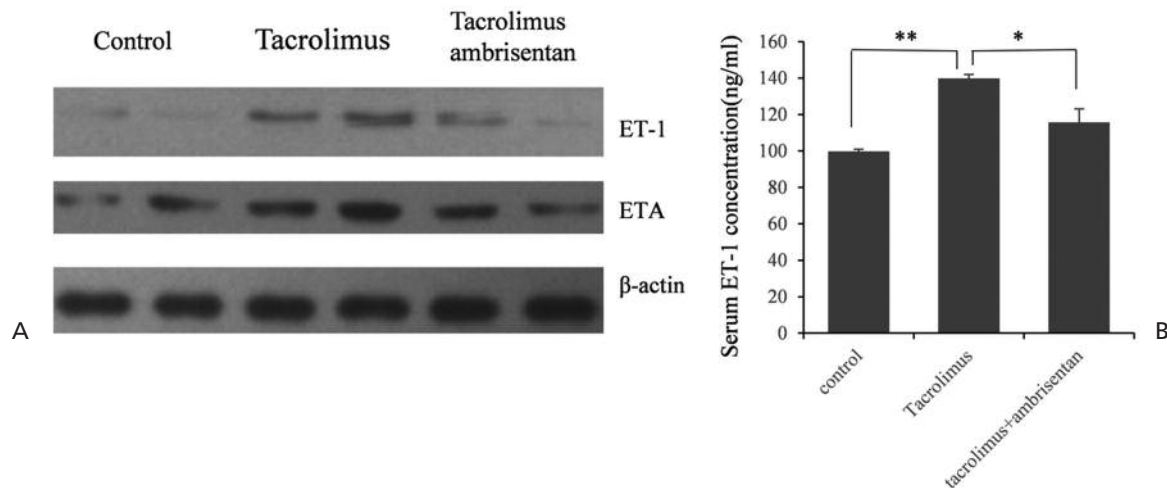 Control
Tacrolimus
Tacrolimus
ambrisentan
ET-1
ETA
β-actin
A
Serum ET-1 concentration(ng/ml)
160
140
120
100
80
60
40
20
0
**
*
control
Tacrolimus
tacrolimus+ambrisentan
B